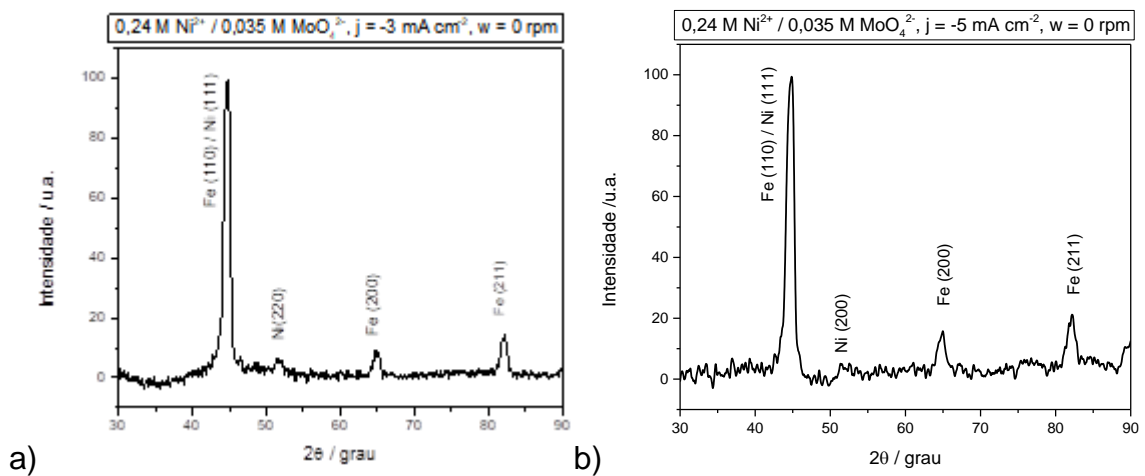 0,24 M Ni²⁺ / 0,035 M MoO₄²⁻, j = -3 mA cm⁻², w = 0 rpm
Intensidade / u.a.
100
80
60
40
20
0
Fe (110) / Ni (111)
Ni(220)
Fe (200)
Fe (211)
30 40 50 60 70 80 90
2θ / grau
a)
0,24 M Ni²⁺ / 0,035 M MoO₄²⁻, j = -5 mA cm⁻², w = 0 rpm
Intensidade /u.a.
100
80
60
40
20
0
Fe (110) / Ni (111)
Ni (200)
Fe (200)
Fe (211)
30 40 50 60 70 80 90
2θ / grau
b)